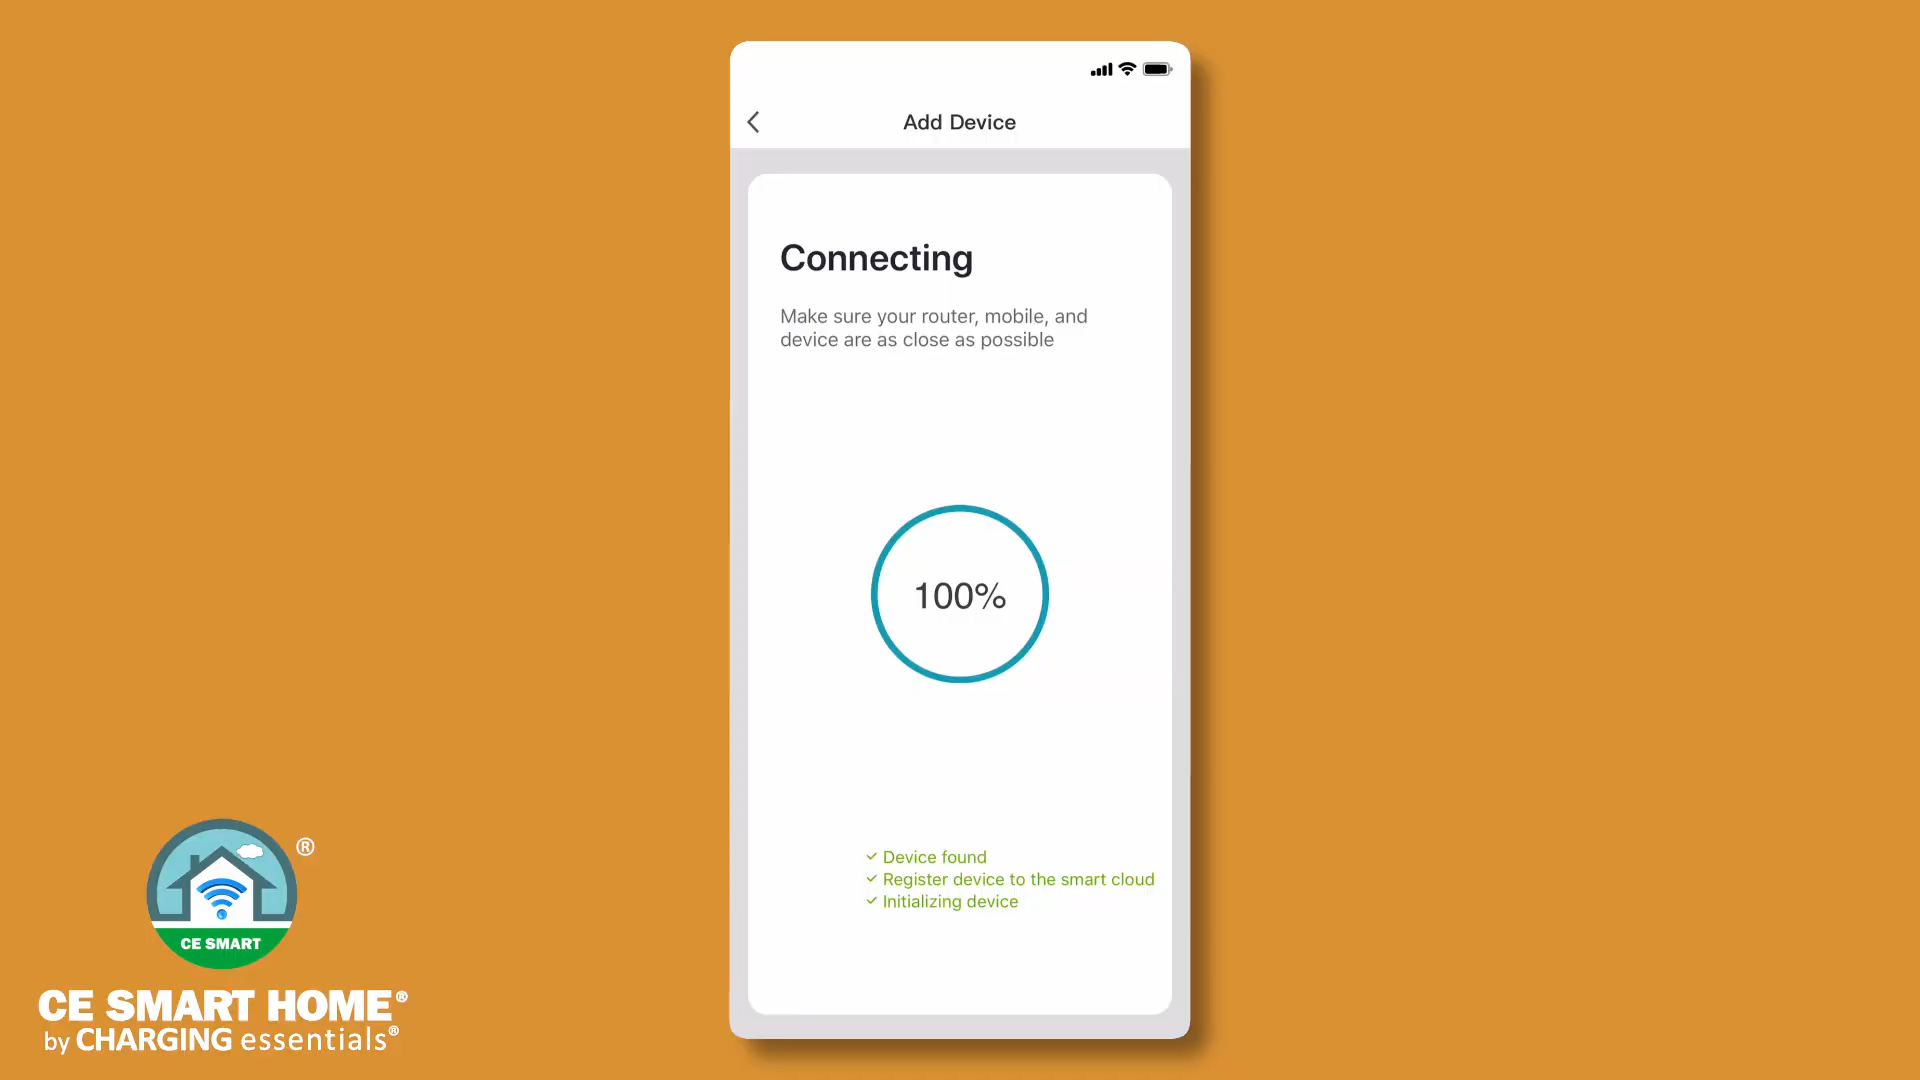 Add Device
Connecting
Make sure your router, mobile, and
device are as close as possible
100%
✓ Device found
✓ Register device to the smart cloud
✓ Initializing device
®
CE SMART
CE SMART HOME®
by CHARGING essentials®